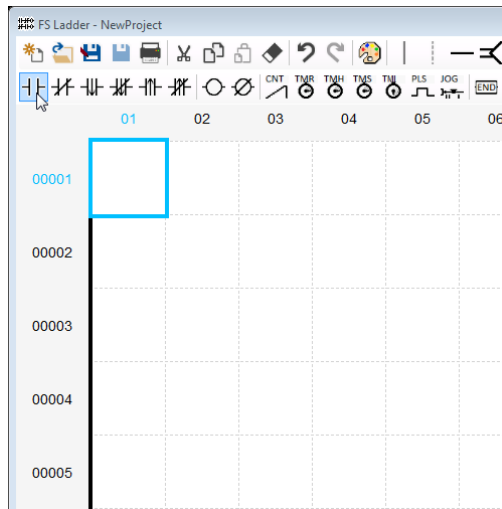 FS Ladder - NewProject
CNT TMR TMH TMS TMI PLS JOG END
01 02 03 04 05 06
00001
00002
00003
00004
00005